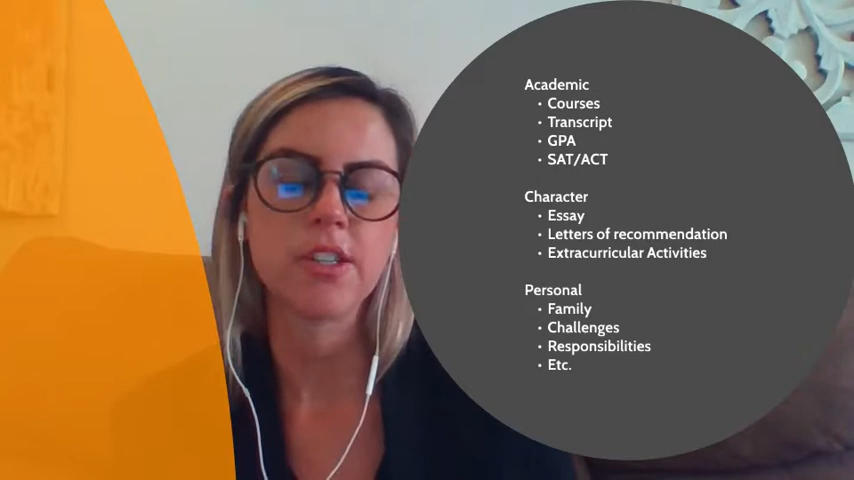 Academic
• Courses
• Transcript
• GPA
• SAT/ACT
Character
• Essay
• Letters of recommendation
• Extracurricular Activities
Personal
• Family
• Challenges
• Responsibilities
• Etc.